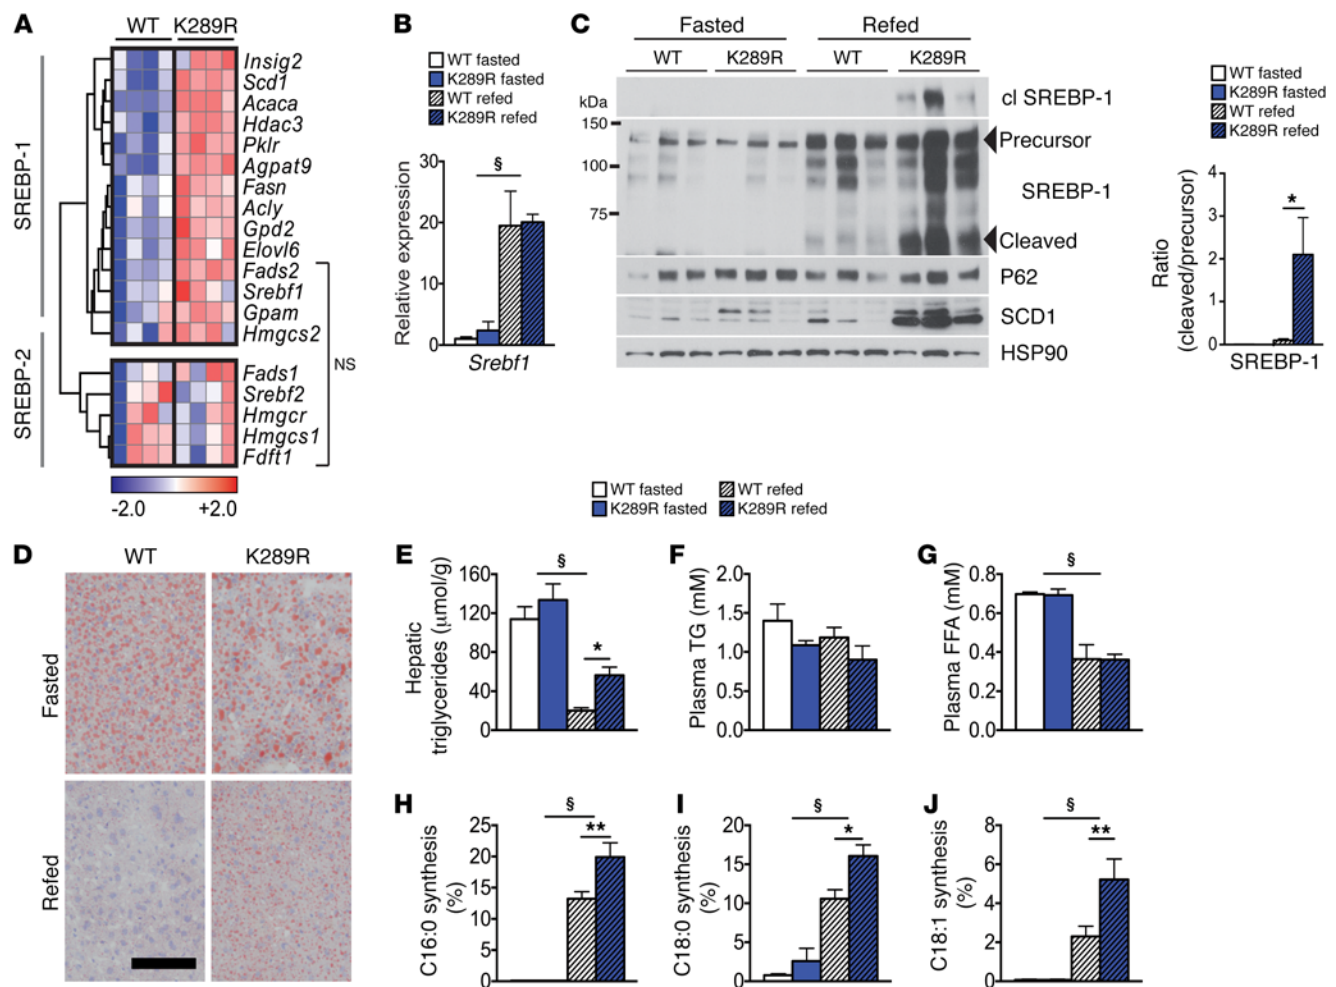 A
WT K289R
SREBP-1
SREBP-2
Insig2
Scd1
Acaca
Hdac3
Pklr
Agpat9
Fasn
Acly
Gpd2
Elovl6
Fads2
Srebf1
Gpam
Hmgcs2
Fads1
Srebf2
Hmgcr
Hmgcs1
Fdft1
NS
-2.0 +2.0
B
WT fasted
K289R fasted
WT refed
K289R refed
Relative expression
30
20
10
0
§
Srebf1
C
Fasted Refed
WT K289R WT K289R
kDa
150
100
75
cl SREBP-1
Precursor
SREBP-1
Cleaved
P62
SCD1
HSP90
WT fasted
K289R fasted
WT refed
K289R refed
Ratio
(cleaved/precursor)
4
3
2
1
0
*
SREBP-1
WT fasted WT refed
K289R fasted K289R refed
D
WT K289R
Fasted
Refed
E
Hepatic
triglycerides (μmol/g)
160
120
80
40
0
§
*
F
Plasma TG (mM)
2.0
1.5
1.0
0.5
0.0
G
Plasma FFA (mM)
0.8
0.6
0.4
0.2
0.0
§
H
C16:0 synthesis
(%)
25
20
15
10
5
0
§
**
I
C18:0 synthesis
(%)
20
15
10
5
0
§
*
J
C18:1 synthesis
(%)
8
6
4
2
0
§
**